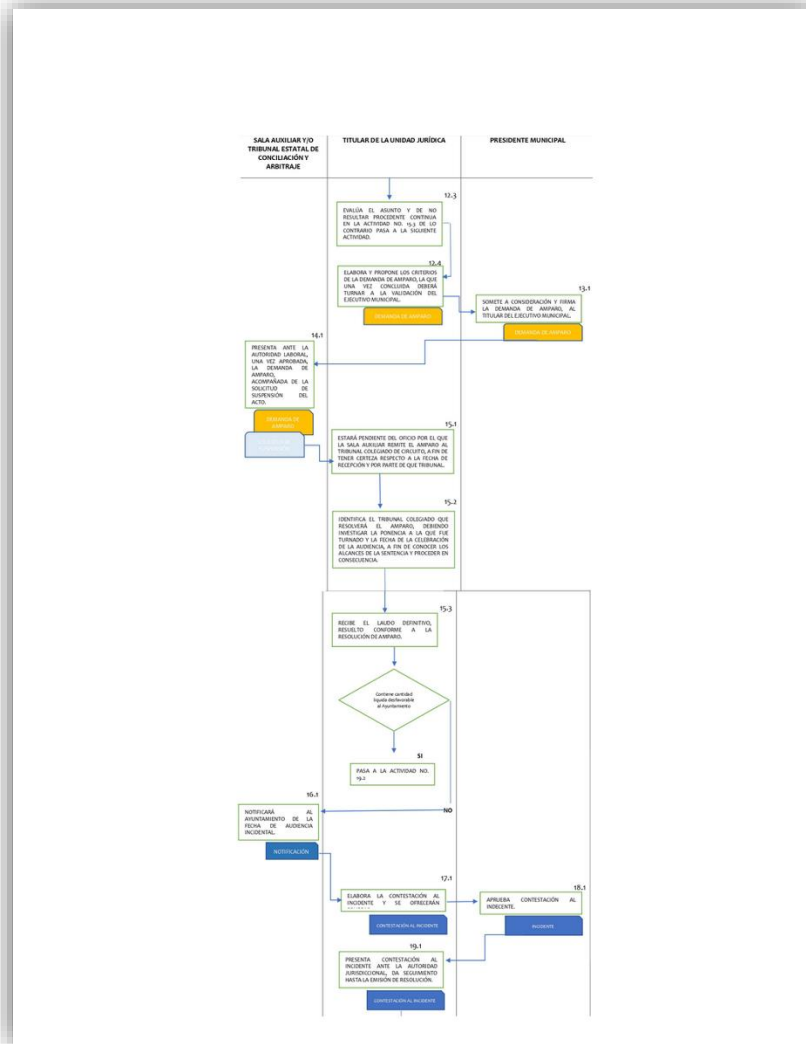 SALA AUXILIAR Y/O
TRIBUNAL ESTATAL DE
CONCILIACIÓN Y
ARBITRAJE
TITULAR DE LA UNIDAD JURÍDICA
PRESIDENTE MUNICIPAL
12.3
EVALÚA EL ASUNTO Y DE NO
RESULTAR PROCEDENTE CONTINUA
EN LA ACTIVIDAD NO. 15.3 DE LO
CONTRARIO PASA A LA SIGUIENTE
ACTIVIDAD.
12.4
ELABORA Y PROPONE LOS CRITERIOS
DE LA DEMANDA DE AMPARO, LA QUE
UNA VEZ CONCLUIDA DEBERÁ
TURNAR A LA VALIDACIÓN DEL
EJECUTIVO MUNICIPAL.
DEMANDA DE AMPARO
13.1
SOMETE A CONSIDERACIÓN Y FIRMA
LA DEMANDA DE AMPARO, AL
TITULAR DEL EJECUTIVO MUNICIPAL.
DEMANDA DE AMPARO
14.1
PRESENTA ANTE LA
AUTORIDAD LABORAL,
UNA VEZ APROBADA,
LA DEMANDA DE
AMPARO,
ACOMPAÑADA DE LA
SOLICITUD DE
SUSPENSIÓN DEL
ACTO.
DEMANDA DE
AMPARO
15.1
ESTARÁ PENDIENTE DEL OFICIO POR EL QUE
LA SALA AUXILIAR REMITE EL AMPARO AL
TRIBUNAL COLEGIADO DE CIRCUITO, A FIN DE
TENER CERTEZA RESPECTO A LA FECHA DE
RECEPCIÓN Y POR PARTE DE QUE TRIBUNAL.
15.2
IDENTIFICA EL TRIBUNAL COLEGIADO QUE
RESOLVERÁ EL AMPARO, DEBIENDO
INVESTIGAR LA PONENCIA A LA QUE FUE
TURNADO Y LA FECHA DE LA CELEBRACIÓN
DE LA AUDIENCIA, A FIN DE CONOCER LOS
ALCANCES DE LA SENTENCIA Y PROCEDER EN
CONSECUENCIA.
15.3
RECIBE EL LAUDO DEFINITIVO,
RESUELTO CONFORME A LA
RESOLUCIÓN DE AMPARO.
Contiene cantidad
liquida desfavorable
al Ayuntamiento
SI
PASA A LA ACTIVIDAD NO.
19.2
NO
16.1
NOTIFICARÁ AL
AYUNTAMIENTO DE LA
FECHA DE AUDIENCIA
INCIDENTAL.
NOTIFICACIÓN
17.1
ELABORA LA CONTESTACIÓN AL
INCIDENTE Y SE OFRECERÁN
CONTESTACIÓN AL INCIDENTE
18.1
APRUEBA CONTESTACIÓN AL
INDECENTE.
INCIDENTE
19.1
PRESENTA CONTESTACIÓN AL
INCIDENTE ANTE LA AUTORIDAD
JURISDICCIONAL, DA SEGUIMIENTO
HASTA LA EMISIÓN DE RESOLUCIÓN.
CONTESTACIÓN AL INCIDENTE